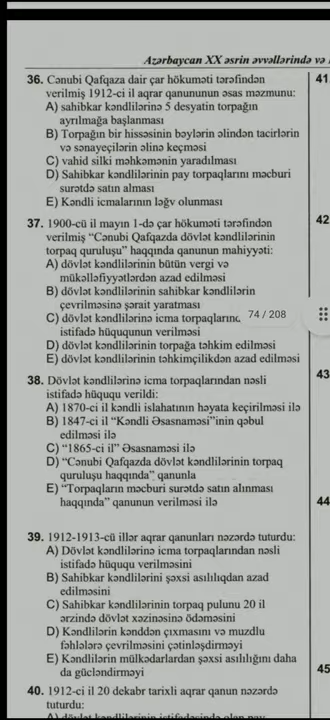 Azərbaycan XX əsrin əvvəllərində və
36. Cənubi Qafqaza dair çar hökuməti tərəfindən
verilmiş 1912-ci il aqrar qanununun əsas məzmunu:
A) sahibkar kəndlilərinə 5 desyatin torpağın
ayrılmağa başlanması
B) Torpağın bir hissəsinin bəylərin əlindən tacirlərin
və sənayeçilərin əlinə keçməsi
C) vahid silki məhkəmənin yaradılması
D) Sahibkar kəndlilərinin pay torpaqlarını məcburi
surətdə satın alması
E) Kəndli icmalarının ləğv olunması
37. 1900-cü il mayın 1-də çar hökuməti tərəfindən
verilmiş “Cənubi Qafqazda dövlət kəndlilərinin
torpaq quruluşu” haqqında qanunun mahiyyəti:
A) dövlət kəndlilərinin bütün vergi və
mükəlləfiyyətlərdən azad edilməsi
B) dövlət kəndlilərinin sahibkar kəndlilərin
çevrilməsinə şərait yaratması
C) dövlət kəndlilərinə icma torpaqlarınc
istifadə hüququnun verilməsi
D) dövlət kəndlilərinin torpağa təhkim edilməsi
E) dövlət kəndlilərinin təhkimçilikdən azad edilməsi
38. Dövlət kəndlilərinə icma torpaqlarından nəsli
istifadə hüququ verildi:
A) 1870-ci il kəndli islahatının həyata keçirilməsi ilə
B) 1847-ci il “Kəndli Əsasnaməsi”inin qəbul
edilməsi ilə
C) “1865-ci il” Əsasnaməsi ilə
D) “Cənubi Qafqazda dövlət kəndlilərinin torpaq
quruluşu haqqında” qanunla
E) “Torpaqların məcburi surətdə satın alınması
haqqında” qanunun verilməsi ilə
39. 1912-1913-cü illər aqrar qanunları nəzərdə tuturdu:
A) Dövlət kəndlilərinə icma torpaqlarından nəsli
istifadə hüququ verilməsini
B) Sahibkar kəndlilərini şəxsi asılılıqdan azad
edilməsini
C) Sahibkar kəndlilərinin torpaq pulunu 20 il
ərzində dövlət xəzinəsinə ödəməsini
D) Kəndlilərin kənddən çıxmasını və muzdlu
fəhlələrə çevrilməsini çətinləşdirməyi
E) Kəndlilərin mülkədarlardan şəxsi asılılığını daha
da gücləndirməyi
40. 1912-ci il 20 dekabr tarixli aqrar qanun nəzərdə
tuturdu:
A) dövlət kəndlilərinin istifadəsində olan pay
74 / 208
41
42
43
44
45